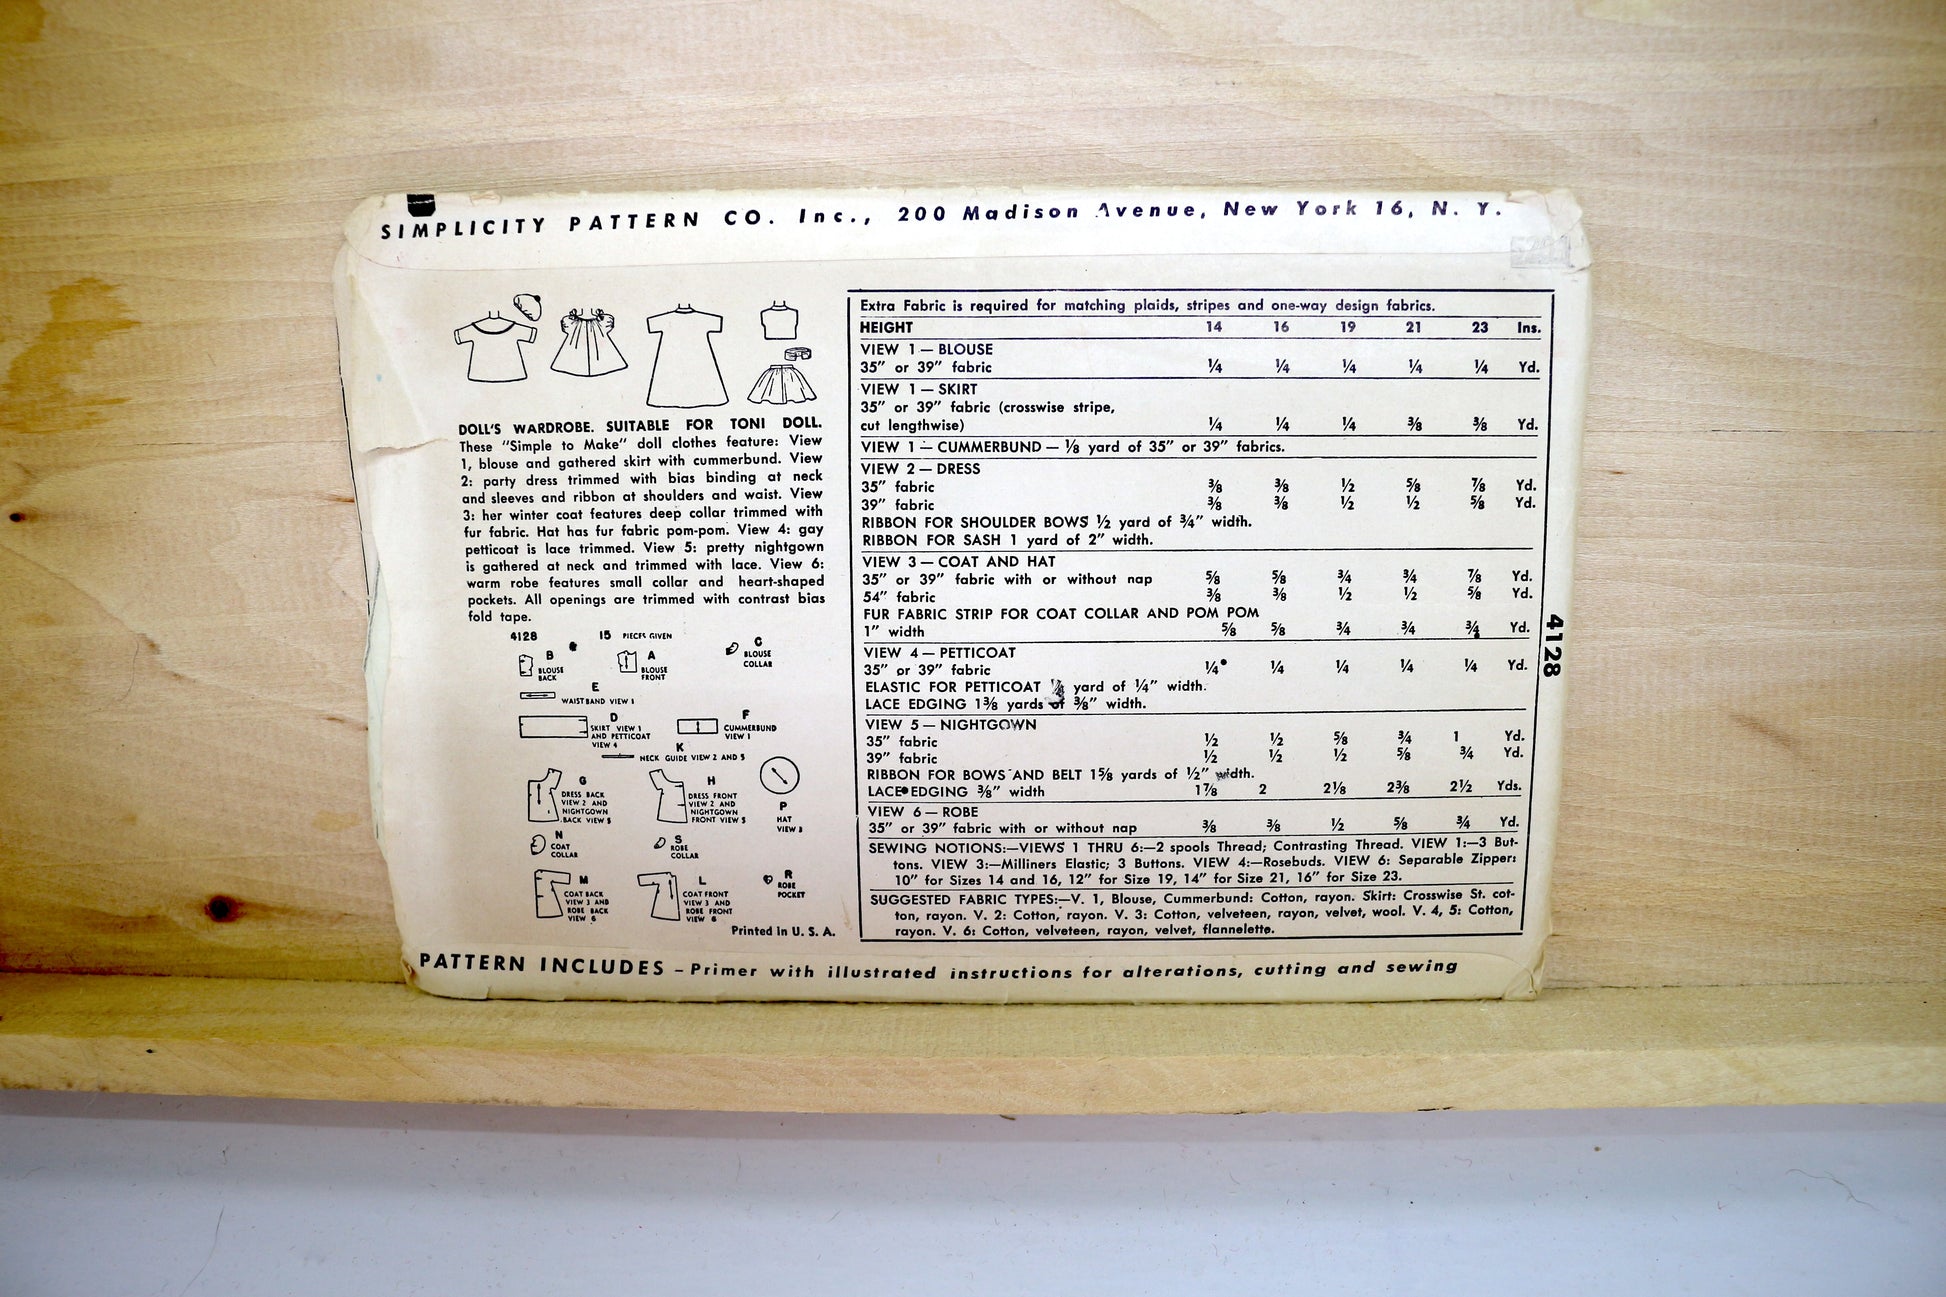 SIMPLICITY PATTERN CO. Inc., 200 Madison Avenue, New York 16, N. Y.
DOLL'S WARDROBE. SUITABLE FOR TONI DOLL.
These "Simple to Make" doll clothes feature: View
1, blouse and gathered skirt with cummerbund. View
2: party dress trimmed with bias binding at neck
and sleeves and ribbon at shoulders and waist. View
3: her winter coat features deep collar trimmed with
fur fabric. Hat has fur fabric pom-pom. View 4: gay
petticoat is lace trimmed. View 5: pretty nightgown
is gathered at neck and trimmed with lace. View 6:
warm robe features small collar and heart-shaped
pockets. All openings are trimmed with contrast bias
fold tape.
4128 15 PIECES GIVEN
B BLOUSE BACK
A BLOUSE FRONT
C BLOUSE COLLAR
E WAISTBAND VIEW 1
D SKIRT VIEW 1 AND PETTICOAT VIEW 4
F CUMMERBUND VIEW 1
K NECK GUIDE VIEW 2 AND 5
G DRESS BACK VIEW 2 AND NIGHTGOWN BACK VIEW 5
H DRESS FRONT VIEW 2 AND NIGHTGOWN FRONT VIEW 5
P HAT VIEW 3
N COAT COLLAR
S ROBE COLLAR
M COAT BACK VIEW 3 AND ROBE BACK VIEW 6
L COAT FRONT VIEW 3 AND ROBE FRONT VIEW 6
R ROBE POCKET
Printed in U. S. A.
Extra Fabric is required for matching plaids, stripes and one-way design fabrics.
HEIGHT 14 16 19 21 23 Ins.
VIEW 1 — BLOUSE
35" or 39" fabric ¼ ¼ ¼ ¼ ¼ Yd.
VIEW 1 — SKIRT
35" or 39" fabric (crosswise stripe,
cut lengthwise) ¼ ¼ ¼ ⅜ ⅜ Yd.
VIEW 1 — CUMMERBUND — ⅛ yard of 35" or 39" fabrics.
VIEW 2 — DRESS
35" fabric ⅜ ⅜ ½ ⅝ ⅞ Yd.
39" fabric ⅜ ⅜ ½ ½ ⅝ Yd.
RIBBON FOR SHOULDER BOWS ½ yard of ¾" width.
RIBBON FOR SASH 1 yard of 2" width.
VIEW 3 — COAT AND HAT
35" or 39" fabric with or without nap ⅝ ⅝ ¾ ¾ ⅞ Yd.
54" fabric ⅜ ⅜ ½ ½ ⅝ Yd.
FUR FABRIC STRIP FOR COAT COLLAR AND POM POM
1" width ⅝ ⅝ ¾ ¾ ¾ Yd.
VIEW 4 — PETTICOAT
35" or 39" fabric ¼ ¼ ¼ ¼ ¼ Yd.
ELASTIC FOR PETTICOAT yard of ¼" width.
LACE EDGING 1⅜ yards of ⅜" width.
VIEW 5 — NIGHTGOWN
35" fabric ½ ½ ⅝ ¾ 1 Yd.
39" fabric ½ ½ ½ ⅝ ¾ Yd.
RIBBON FOR BOWS AND BELT 1⅝ yards of ½" width.
LACE EDGING ⅜" width 1⅞ 2 2⅛ 2⅜ 2½ Yds.
VIEW 6 — ROBE
35" or 39" fabric with or without nap ⅜ ⅜ ½ ⅝ ¾ Yd.
SEWING NOTIONS:—VIEWS 1 THRU 6:—2 spools Thread; Contrasting Thread. VIEW 1:—3 But-
tons. VIEW 3:—Milliners Elastic; 3 Buttons. VIEW 4:—Rosebuds. VIEW 6: Separable Zipper:
10" for Sizes 14 and 16, 12" for Size 19, 14" for Size 21, 16" for Size 23.
SUGGESTED FABRIC TYPES:—V. 1, Blouse, Cummerbund: Cotton, rayon. Skirt: Crosswise St. cot-
ton, rayon. V. 2: Cotton, rayon. V. 3: Cotton, velveteen, rayon, velvet, wool. V. 4, 5: Cotton,
rayon. V. 6: Cotton, velveteen, rayon, velvet, flannelette.
4128
PATTERN INCLUDES – Primer with illustrated instructions for alterations, cutting and sewing